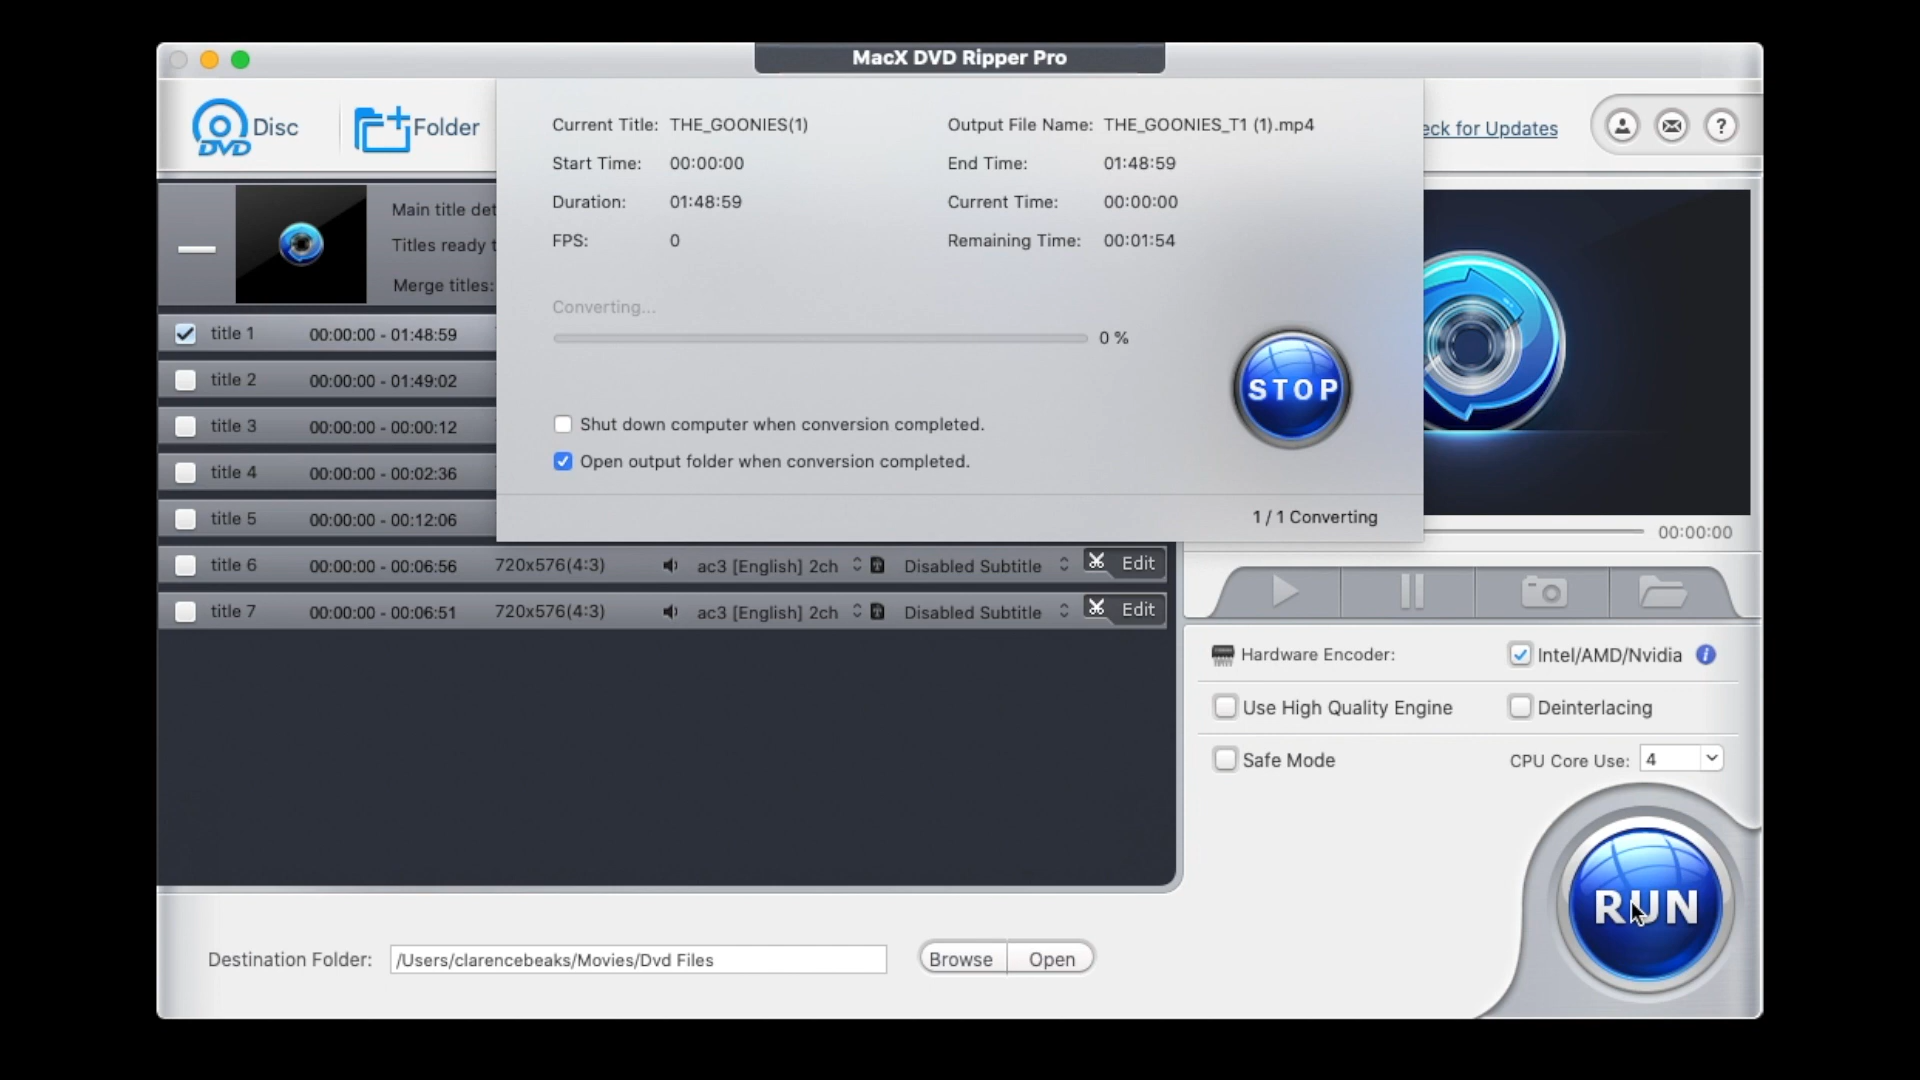 MacX DVD Ripper Pro
DVD Disc
Folder
eck for Updates
?
Current Title: THE_GOONIES(1)
Output File Name: THE_GOONIES_T1 (1).mp4
Start Time: 00:00:00
End Time: 01:48:59
Duration: 01:48:59
Current Time: 00:00:00
FPS: 0
Remaining Time: 00:01:54
Converting...
0 %
STOP
Shut down computer when conversion completed.
Open output folder when conversion completed.
1 / 1 Converting
Main title det
Titles ready t
Merge titles:
title 1 00:00:00 - 01:48:59
title 2 00:00:00 - 01:49:02
title 3 00:00:00 - 00:00:12
title 4 00:00:00 - 00:02:36
title 5 00:00:00 - 00:12:06
title 6 00:00:00 - 00:06:56 720x576(4:3) ac3 [English] 2ch Disabled Subtitle Edit
title 7 00:00:00 - 00:06:51 720x576(4:3) ac3 [English] 2ch Disabled Subtitle Edit
00:00:00
Hardware Encoder: Intel/AMD/Nvidia i
Use High Quality Engine Deinterlacing
Safe Mode CPU Core Use: 4
RUN
Destination Folder: /Users/clarencebeaks/Movies/Dvd Files Browse Open